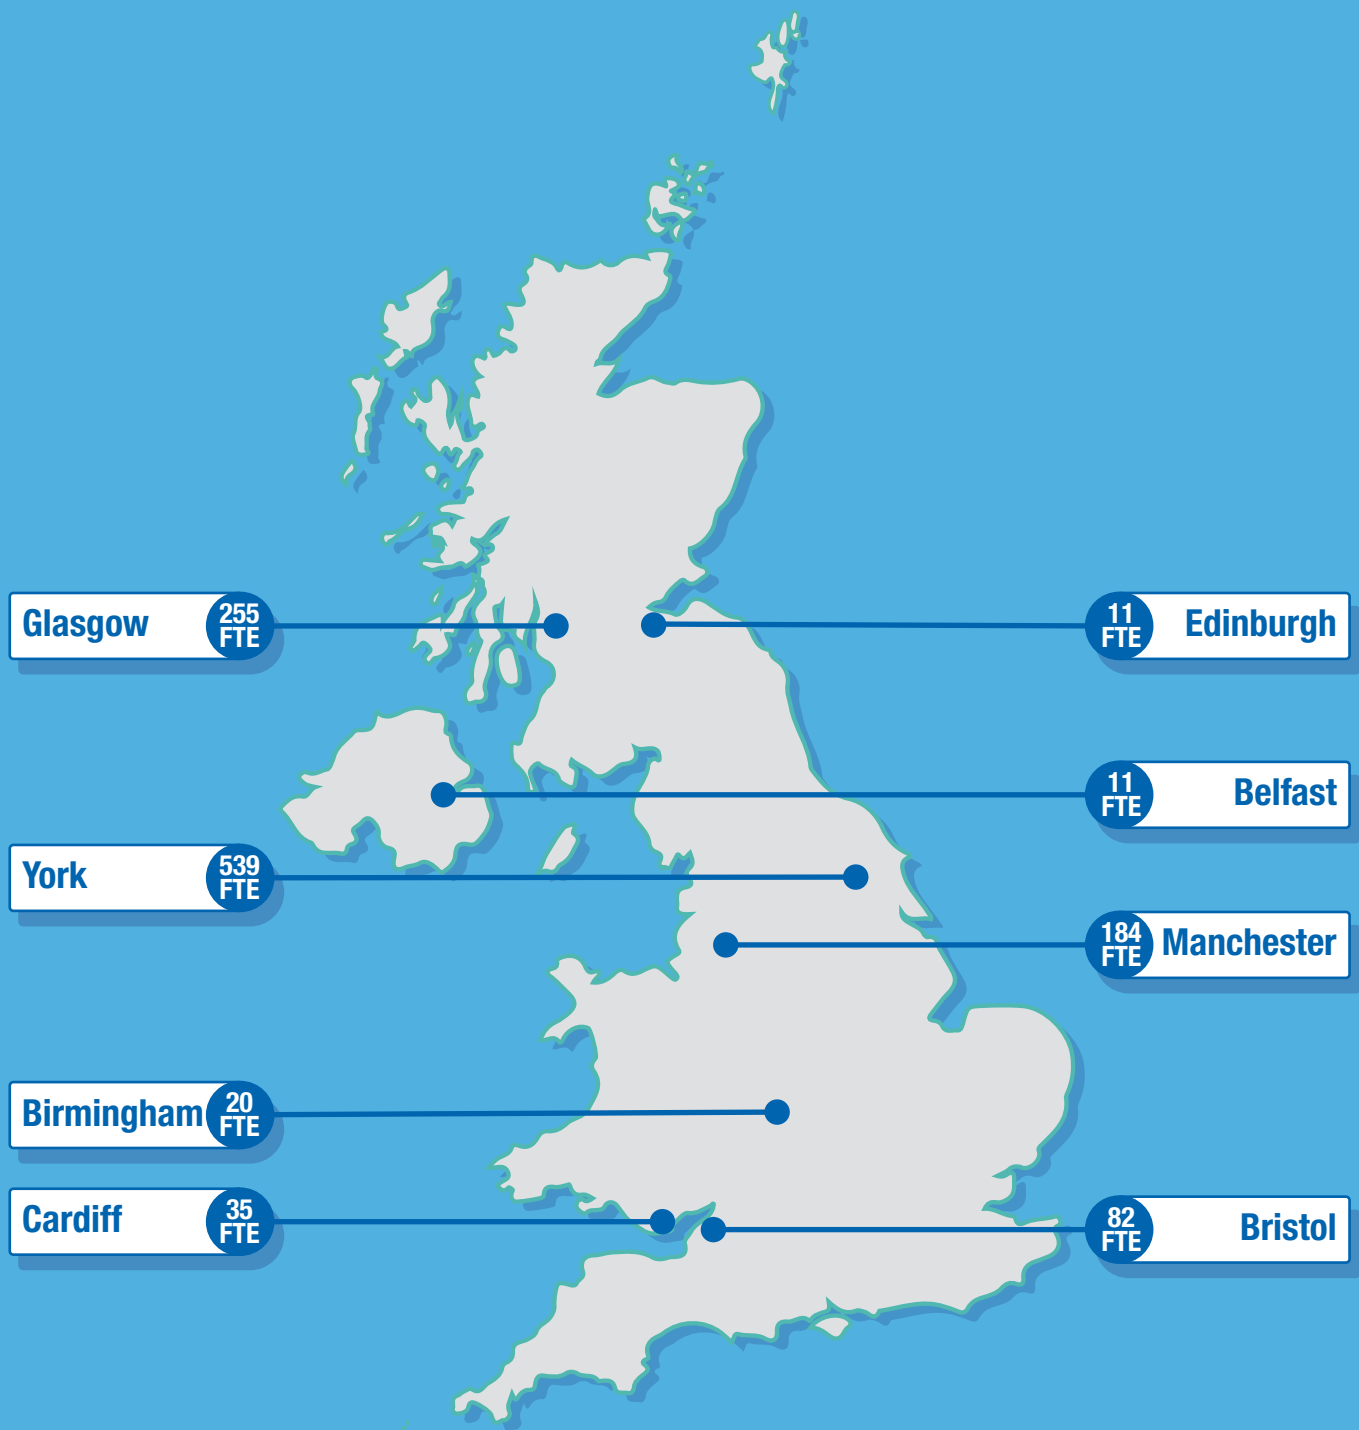 Glasgow
255
FTE
11
FTE
Edinburgh
11
FTE
Belfast
York
539
FTE
184
FTE
Manchester
Birmingham
20
FTE
Cardiff
35
FTE
82
FTE
Bristol